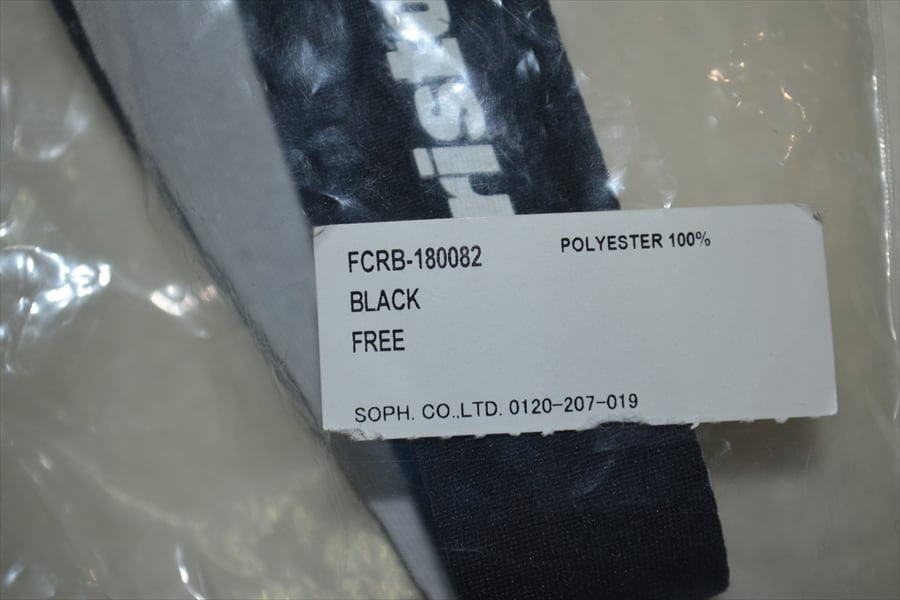 FCRB-180082 POLYESTER 100%
BLACK
FREE
SOPH. CO.,LTD. 0120-207-019